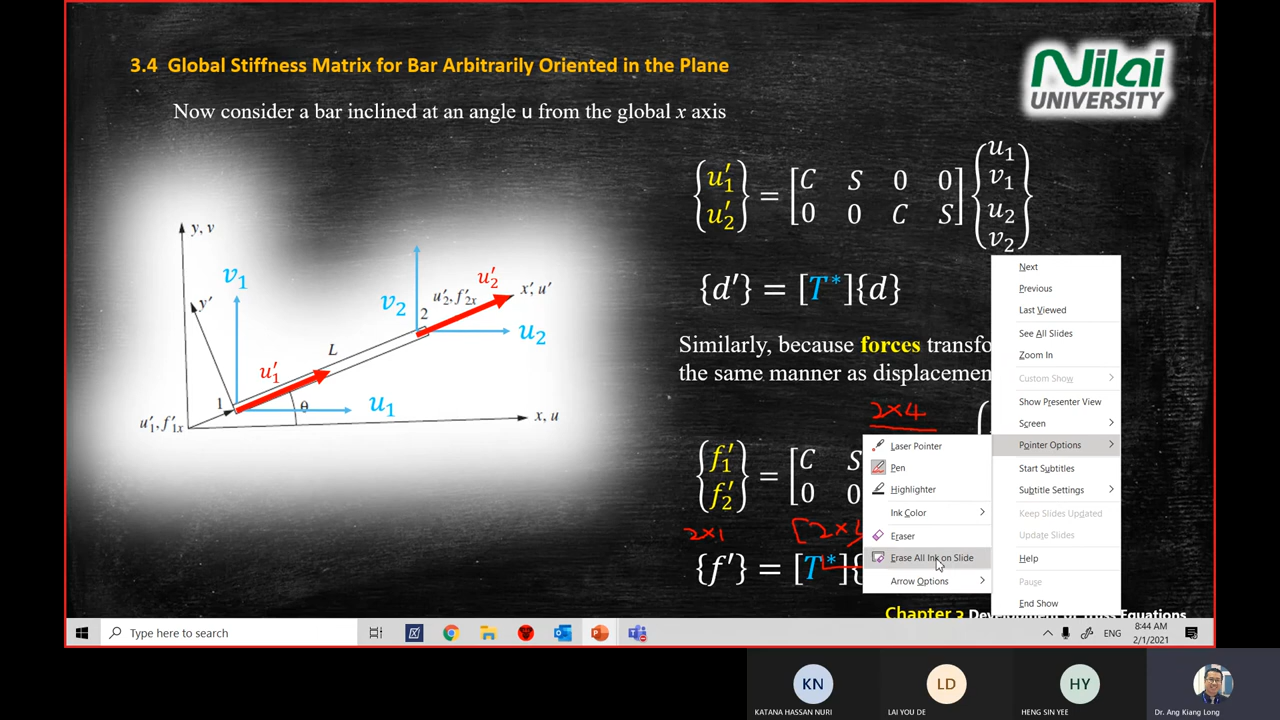 3.4 Global Stiffness Matrix for Bar Arbitrarily Oriented in the Plane
Nilai
UNIVERSITY
Now consider a bar inclined at an angle u from the global x axis
y, v
v₁
y′
v₂
u′₂, f′₂ₓ
u′₂
x′, u′
2
u₂
L
u′₁
1
θ
u₁
u′₁, f′₁ₓ
x, u
{u′₁ u′₂} = [C S 0 0
0 0 C S] {u₁ v₁ u₂ v₂}
{d′} = [T*]{d}
Similarly, because forces transfo
the same manner as displacemen
2×4
{f′₁ f′₂} = [C S
0 0
2×1
[2×4
{f′} = [T*]{
Chapter 3 Development of Truss Equations
Laser Pointer
Pen
Highlighter
Ink Color
Eraser
Erase All Ink on Slide
Arrow Options
Next
Previous
Last Viewed
See All Slides
Zoom In
Custom Show
Show Presenter View
Screen
Pointer Options
Start Subtitles
Subtitle Settings
Keep Slides Updated
Update Slides
Help
Pause
End Show
Type here to search
ENG
8:44 AM
2/1/2021
KN
LD
HY
KATANA HASSAN NURI
LAI YOU DE
HENG SIN YEE
Dr. Ang Kiang Long